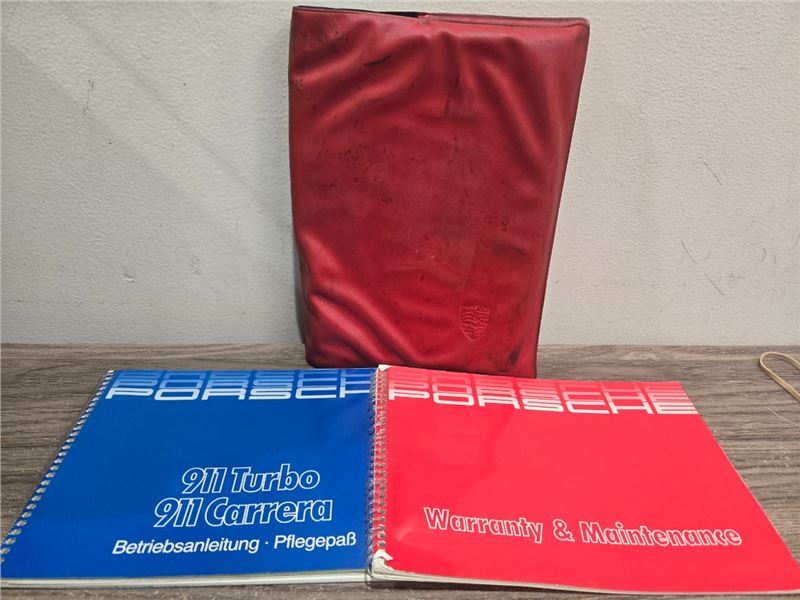 PORSCHE
911 Turbo
911 Carrera
Betriebsanleitung · Pflegepaß
PORSCHE
Warranty & Maintenance